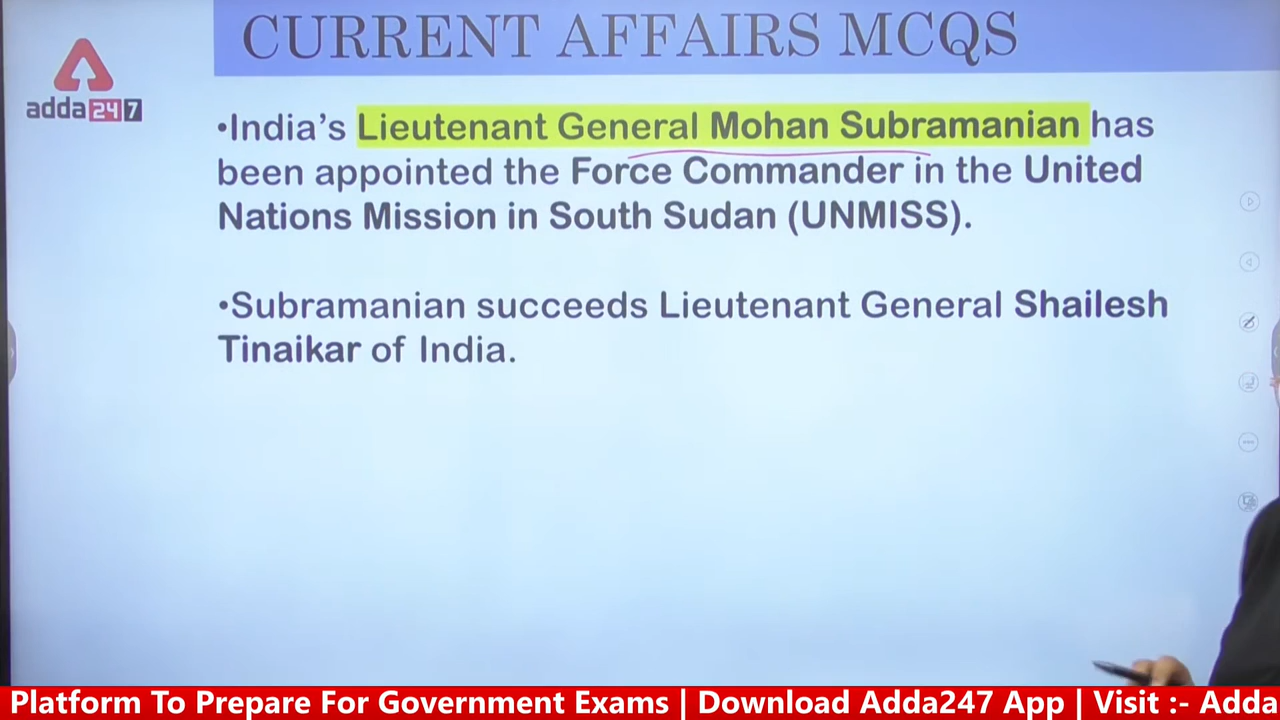 CURRENT AFFAIRS MCQS
adda247
•India's Lieutenant General Mohan Subramanian has
been appointed the Force Commander in the United
Nations Mission in South Sudan (UNMISS).
•Subramanian succeeds Lieutenant General Shailesh
Tinaikar of India.
Platform To Prepare For Government Exams | Download Adda247 App | Visit :- Adda